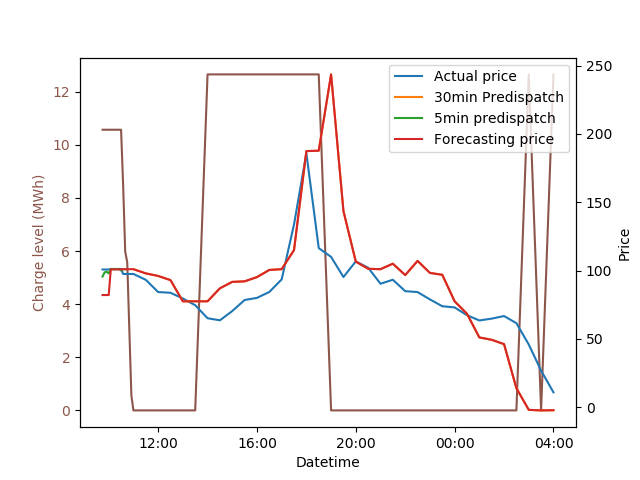 Actual price
30min Predispatch
5min predispatch
Forecasting price
Charge level (MWh)
12
10
8
6
4
2
0
250
200
150
100
50
0
Price
12:00 16:00 20:00 00:00 04:00
Datetime